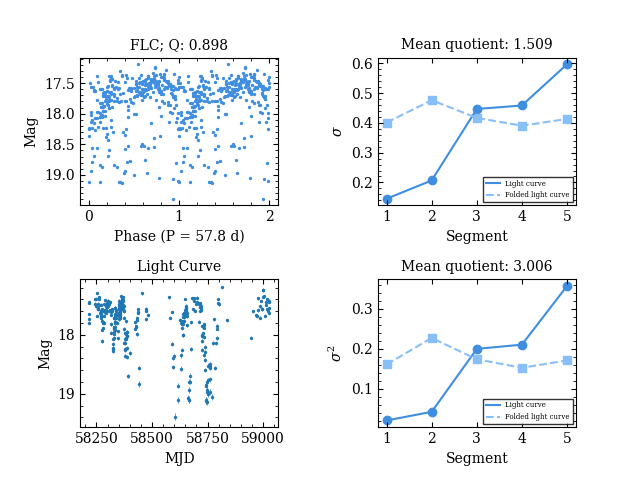 FLC; Q: 0.898
Mag
17.5
18.0
18.5
19.0
0
1
2
Phase (P = 57.8 d)
Mean quotient: 1.509
σ
0.6
0.5
0.4
0.3
0.2
Light curve
Folded light curve
1
2
3
4
5
Segment
Light Curve
Mag
18
19
58250
58500
58750
59000
MJD
Mean quotient: 3.006
σ²
0.3
0.2
0.1
Light curve
Folded light curve
1
2
3
4
5
Segment